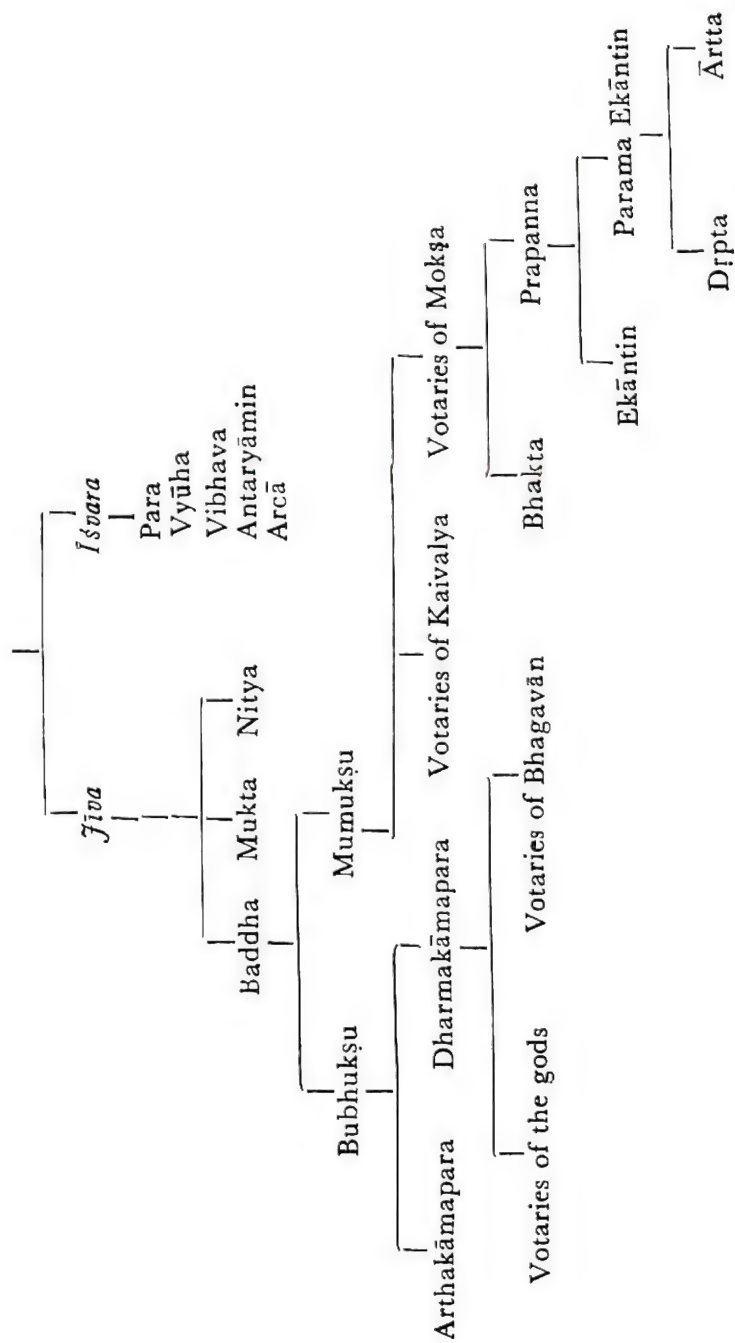 Jīva Īśvara
Para
Vyūha
Vibhava
Antaryāmin
Arcā
Baddha Mukta Nitya
Bubhukṣu Mumukṣu
Arthakāmapara Dharmakāmapara Votaries of Kaivalya Votaries of Mokṣa
Votaries of the gods Votaries of Bhagavān Bhakta Prapanna
Ekāntin Parama Ekāntin
Dṛpta Ārtta